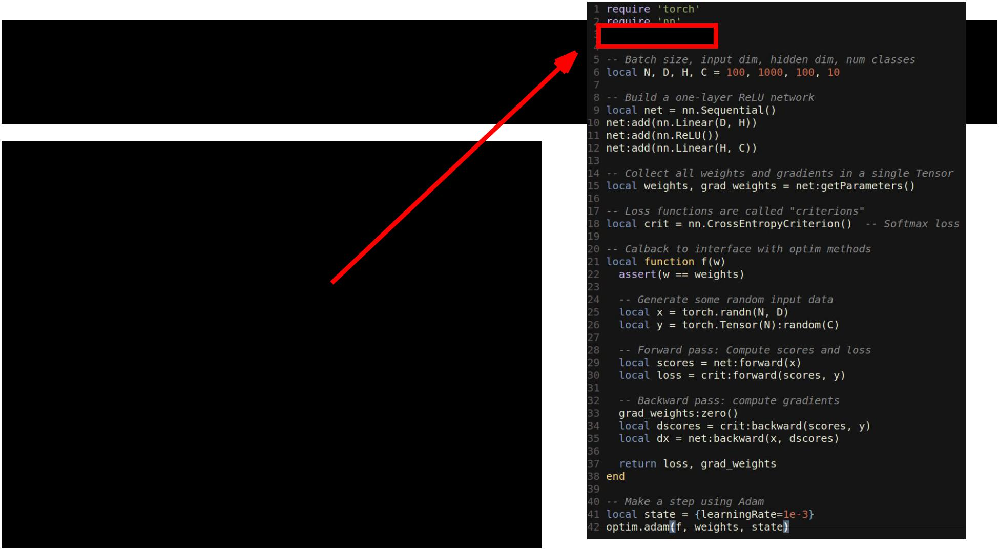 1 require 'torch'
2 require 'nn'
3
4
5 -- Batch size, input dim, hidden dim, num classes
6 local N, D, H, C = 100, 1000, 100, 10
7
8 -- Build a one-layer ReLU network
9 local net = nn.Sequential()
10 net:add(nn.Linear(D, H))
11 net:add(nn.ReLU())
12 net:add(nn.Linear(H, C))
13
14 -- Collect all weights and gradients in a single Tensor
15 local weights, grad_weights = net:getParameters()
16
17 -- Loss functions are called "criterions"
18 local crit = nn.CrossEntropyCriterion()  -- Softmax loss
19
20 -- Calback to interface with optim methods
21 local function f(w)
22   assert(w == weights)
23
24   -- Generate some random input data
25   local x = torch.randn(N, D)
26   local y = torch.Tensor(N):random(C)
27
28   -- Forward pass: Compute scores and loss
29   local scores = net:forward(x)
30   local loss = crit:forward(scores, y)
31
32   -- Backward pass: compute gradients
33   grad_weights:zero()
34   local dscores = crit:backward(scores, y)
35   local dx = net:backward(x, dscores)
36
37   return loss, grad_weights
38 end
39
40 -- Make a step using Adam
41 local state = {learningRate=1e-3}
42 optim.adam(f, weights, state)